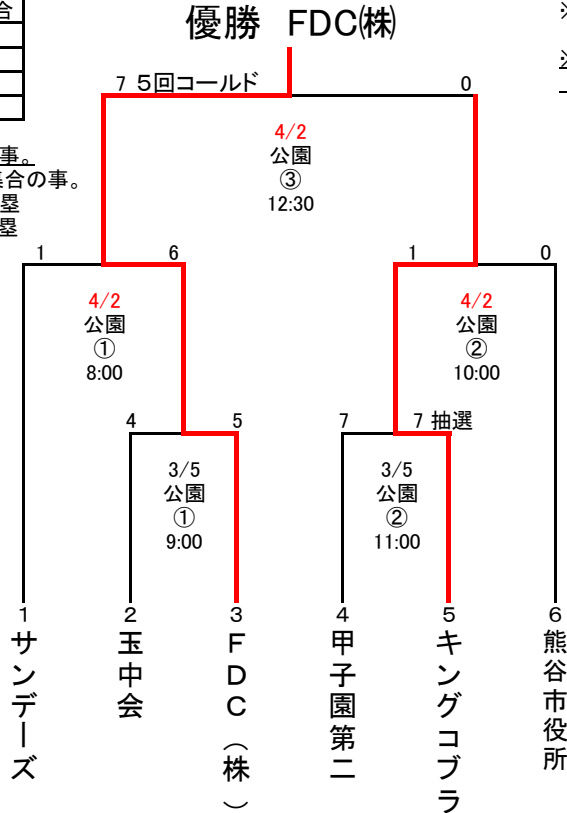 合
優勝 FDC㈱
※
※
7 5回コールド
0
事。
集合の事。
塁
塁
4/2
公園
③
12:30
1
6
1
0
4/2
公園
①
8:00
4/2
公園
②
10:00
4
5
7
7 抽選
3/5
公園
①
9:00
3/5
公園
②
11:00
1
2
3
4
5
6
サンデーズ
玉中会
FDC(株)
甲子園第二
キングコブラ
熊谷市役所